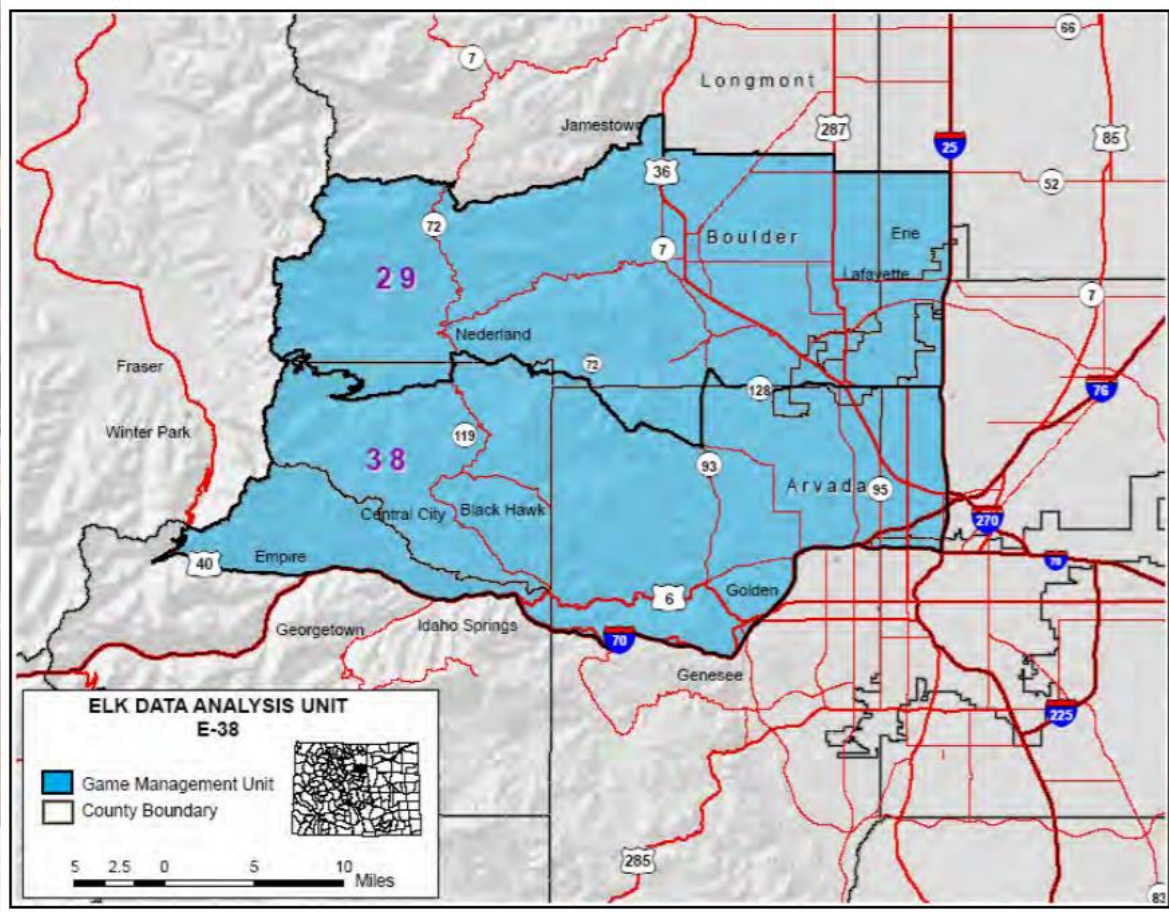 66
7
Longmont
Jamestown
287
25
85
36
52
72
Boulder
Erie
7
29
Lafayette
7
Nederland
72
Fraser
128
76
Winter Park
119
38
93
Arvada
95
Central City
Black Hawk
270
Empire
40
70
6
Golden
Georgetown
Idaho Springs
70
Genesee
225
285
ELK DATA ANALYSIS UNIT
E-38
Game Management Unit
County Boundary
5 2.5 0 5 10
Miles